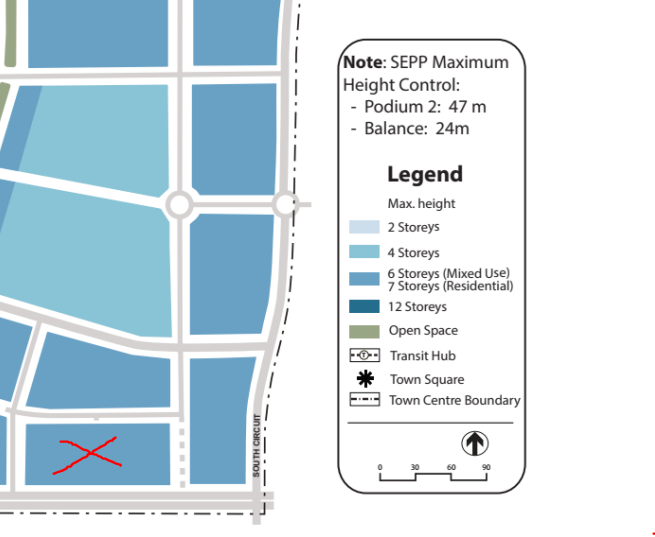 Note: SEPP Maximum
Height Control:
- Podium 2: 47 m
- Balance: 24m
Legend
Max. height
2 Storeys
4 Storeys
6 Storeys (Mixed Use)
7 Storeys (Residential)
12 Storeys
Open Space
T
Transit Hub
Town Square
Town Centre Boundary
0 30 60 90
SOUTH CIRCUIT